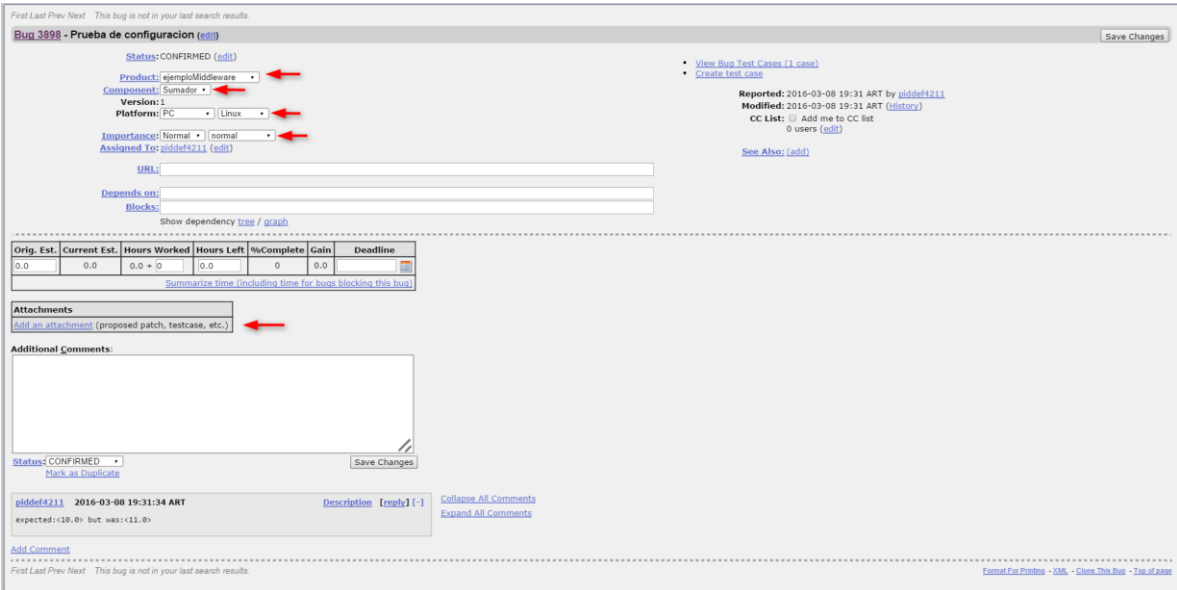 First Last Prev Next This bug is not in your last search results.
Bug 3898 - Prueba de configuracion (edit)
Save Changes
Status: CONFIRMED (edit)
Product: ejemploMiddleware
Component: Sumador
Version: 1
Platform: PC Linux
Importance: Normal normal
Assigned To: piddef4211 (edit)
URL:
Depends on:
Blocks:
Show dependency tree / graph
View Bug Test Cases (1 case)
Create test case
Reported: 2016-03-08 19:31 ART by piddef4211
Modified: 2016-03-08 19:31 ART (History)
CC List: Add me to CC list
0 users (edit)
See Also: (add)
Orig. Est. Current Est. Hours Worked Hours Left %Complete Gain Deadline
0.0 0.0 0.0 + 0 0.0 0 0.0
Summarize time (including time for bugs blocking this bug)
Attachments
Add an attachment (proposed patch, testcase, etc.)
Additional Comments:
Status: CONFIRMED
Save Changes
Mark as Duplicate
piddef4211 2016-03-08 19:31:34 ART Description [reply] [-]
expected:<10.0> but was:<11.0>
Collapse All Comments
Expand All Comments
Add Comment
First Last Prev Next This bug is not in your last search results.
Format For Printing - XML - Clone This Bug - Top of page